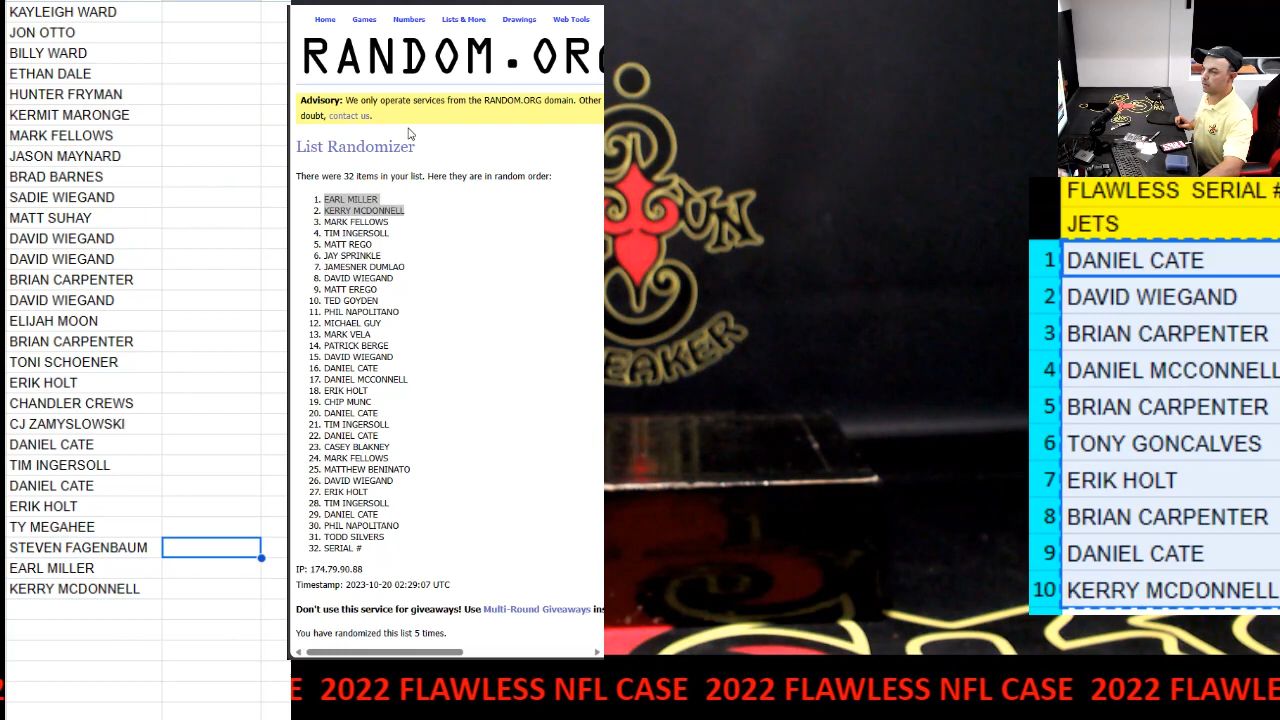 KAYLEIGH WARD
JON OTTO
BILLY WARD
ETHAN DALE
HUNTER FRYMAN
KERMIT MARONGE
MARK FELLOWS
JASON MAYNARD
BRAD BARNES
SADIE WIEGAND
MATT SUHAY
DAVID WIEGAND
DAVID WIEGAND
BRIAN CARPENTER
DAVID WIEGAND
ELIJAH MOON
BRIAN CARPENTER
TONI SCHOENER
ERIK HOLT
CHANDLER CREWS
CJ ZAMYSLOWSKI
DANIEL CATE
TIM INGERSOLL
DANIEL CATE
ERIK HOLT
TY MEGAHEE
STEVEN FAGENBAUM
EARL MILLER
KERRY MCDONNELL
Home Games Numbers Lists & More Drawings Web Tools
RANDOM.ORG
Advisory: We only operate services from the RANDOM.ORG domain. Other
doubt, contact us.
List Randomizer
There were 32 items in your list. Here they are in random order:
1. EARL MILLER
2. KERRY MCDONNELL
3. MARK FELLOWS
4. TIM INGERSOLL
5. MATT REGO
6. JAY SPRINKLE
7. JAMESNER DUMLAO
8. DAVID WIEGAND
9. MATT EREGO
10. TED GOYDEN
11. PHIL NAPOLITANO
12. MICHAEL GUY
13. MARK VELA
14. PATRICK BERGE
15. DAVID WIEGAND
16. DANIEL CATE
17. DANIEL MCCONNELL
18. ERIK HOLT
19. CHIP MUNC
20. DANIEL CATE
21. TIM INGERSOLL
22. DANIEL CATE
23. CASEY BLAKNEY
24. MARK FELLOWS
25. MATTHEW BENINATO
26. DAVID WIEGAND
27. ERIK HOLT
28. TIM INGERSOLL
29. DANIEL CATE
30. PHIL NAPOLITANO
31. TODD SILVERS
32. SERIAL #
IP: 174.79.90.88
Timestamp: 2023-10-20 02:29:07 UTC
Don't use this service for giveaways! Use Multi-Round Giveaways ins
You have randomized this list 5 times.
EAKER
FLAWLESS SERIAL #
JETS
1 DANIEL CATE
2 DAVID WIEGAND
3 BRIAN CARPENTER
4 DANIEL MCCONNELL
5 BRIAN CARPENTER
6 TONY GONCALVES
7 ERIK HOLT
8 BRIAN CARPENTER
9 DANIEL CATE
10 KERRY MCDONNELL
E 2022 FLAWLESS NFL CASE 2022 FLAWLESS NFL CASE 2022 FLAWLE